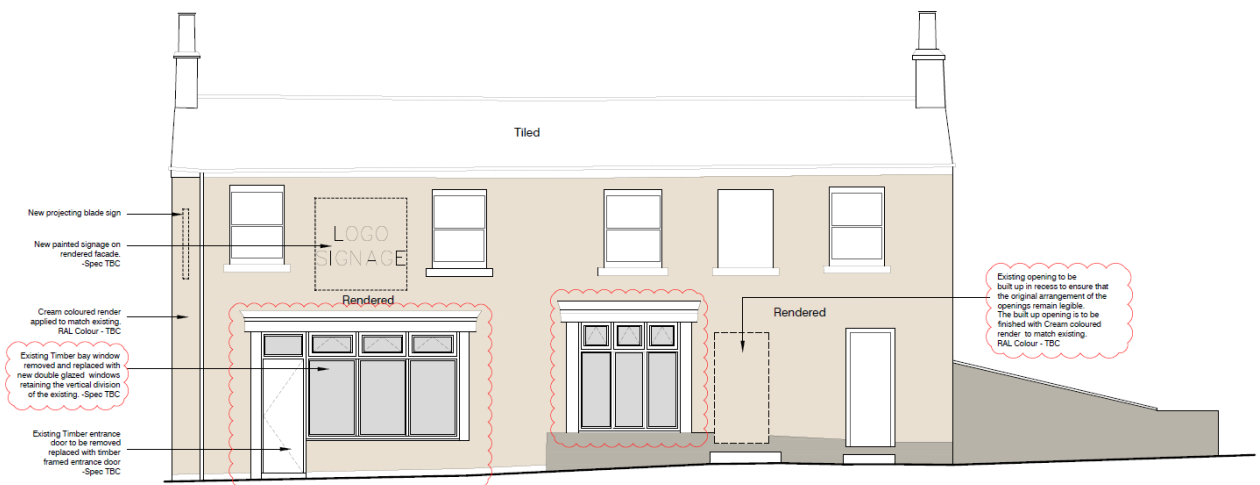 Tiled
New projecting blade sign
New painted signage on
rendered facade.
-Spec TBC
LOGO
SIGNAGE
Rendered
Cream coloured render
applied to match existing.
RAL Colour - TBC
Existing Timber bay window
removed and replaced with
new double glazed windows
retaining the vertical division
of the existing. -Spec TBC
Existing Timber entrance
door to be removed
replaced with timber
framed entrance door
-Spec TBC
Rendered
Existing opening to be
built up in recess to ensure that
the original arrangement of the
openings remain legible.
The built up opening is to be
finished with Cream coloured
render to match existing.
RAL Colour - TBC